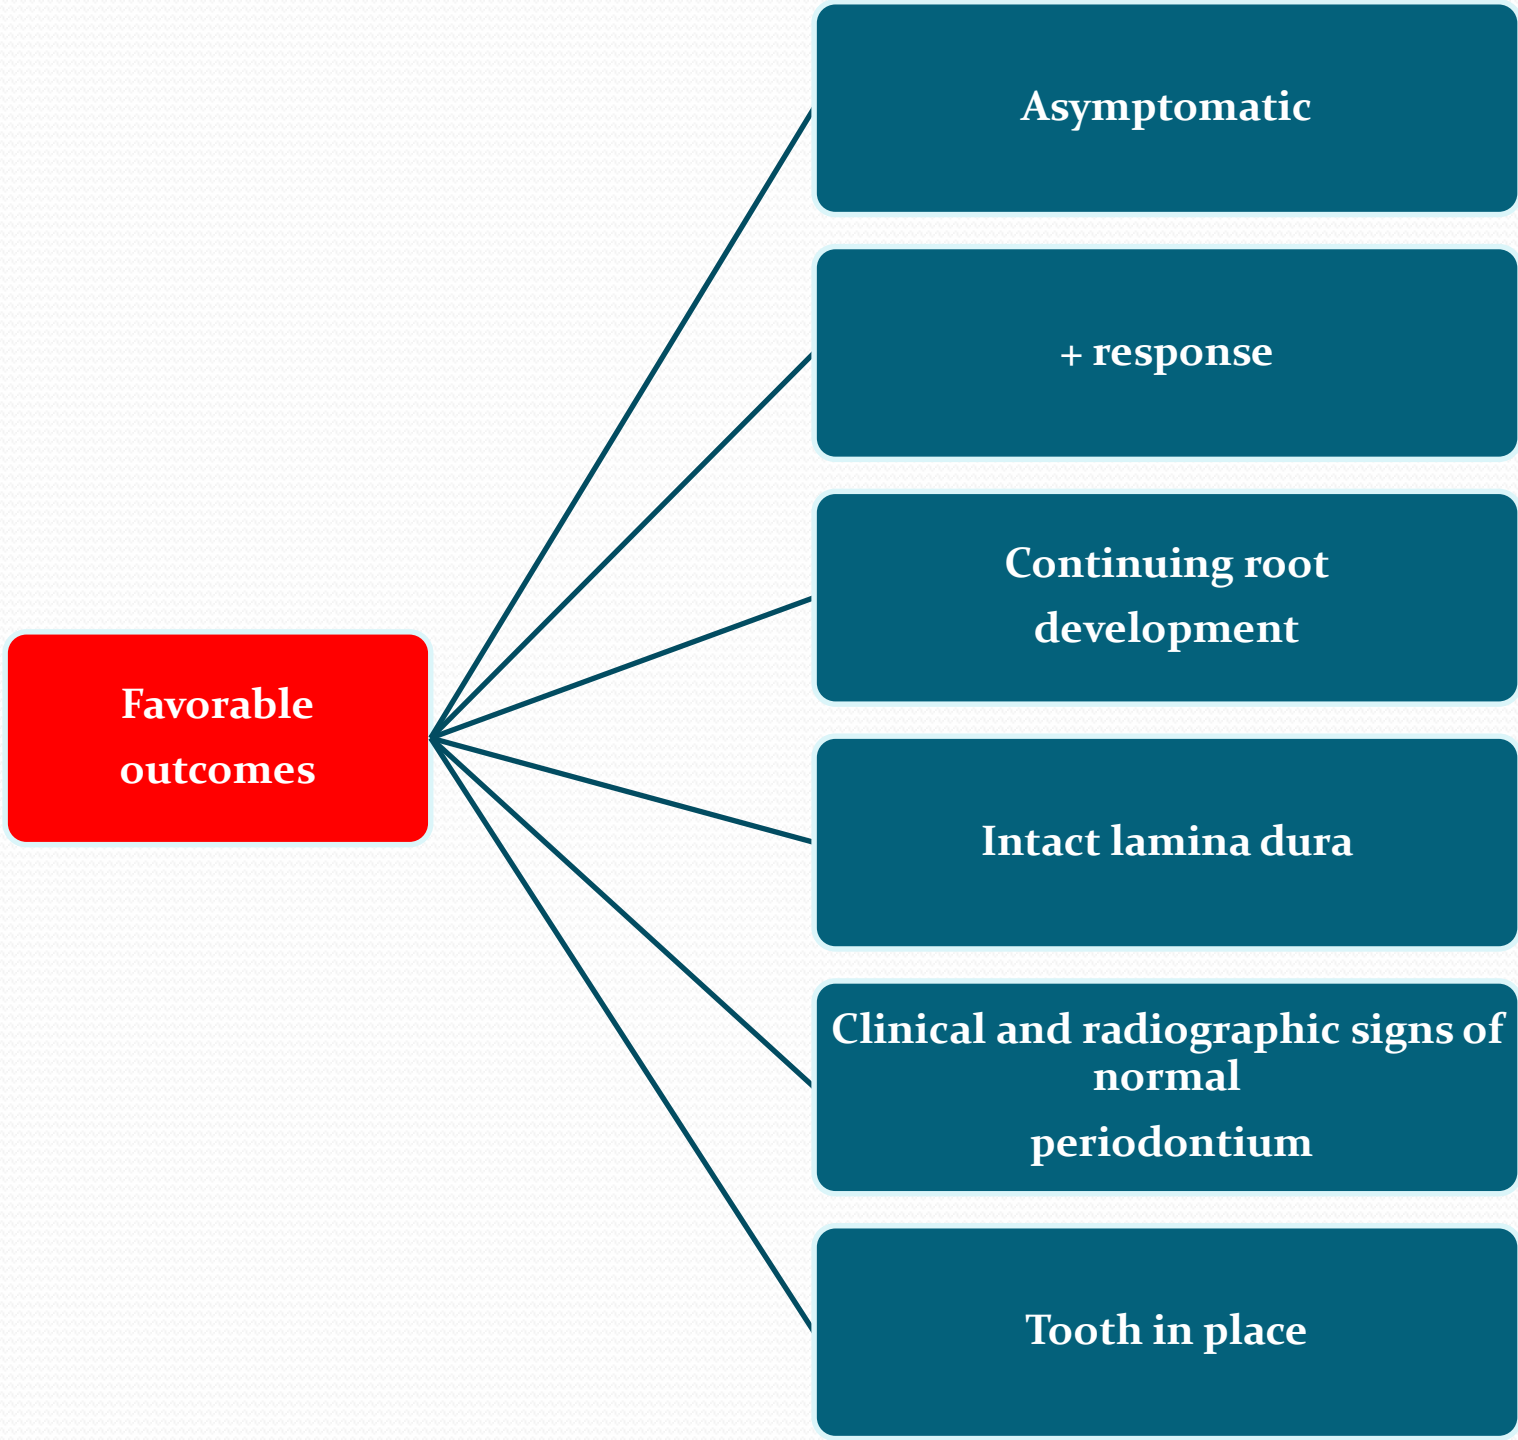 Favorable
outcomes
Asymptomatic
+ response
Continuing root
development
Intact lamina dura
Clinical and radiographic signs of
normal
periodontium
Tooth in place